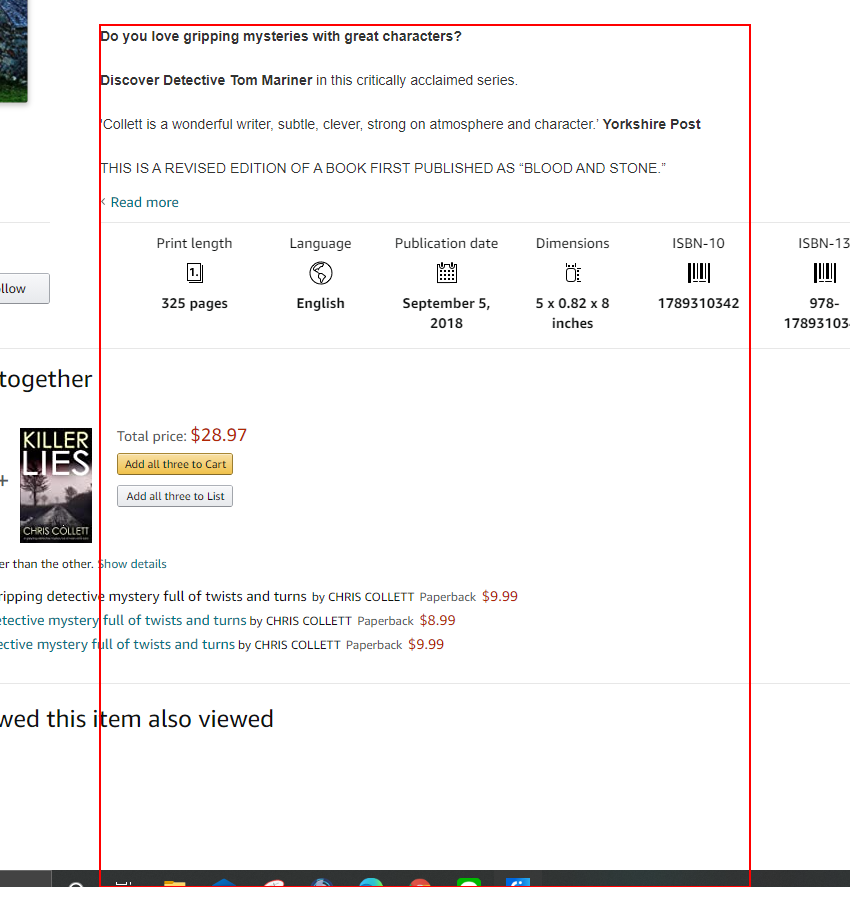 Do you love gripping mysteries with great characters?
Discover Detective Tom Mariner in this critically acclaimed series.
‘Collett is a wonderful writer, subtle, clever, strong on atmosphere and character.’ Yorkshire Post
THIS IS A REVISED EDITION OF A BOOK FIRST PUBLISHED AS “BLOOD AND STONE.”
Read more
Print length Language Publication date Dimensions ISBN-10 ISBN-13
1.
325 pages English September 5, 5 x 0.82 x 8 1789310342 978-
2018 inches 17893103
llow
together
Total price: $28.97
KILLER
LIES
+
Add all three to Cart
Add all three to List
CHRIS COLLETT
er than the other. Show details
ripping detective mystery full of twists and turns by CHRIS COLLETT Paperback $9.99
etective mystery full of twists and turns by CHRIS COLLETT Paperback $8.99
ective mystery full of twists and turns by CHRIS COLLETT Paperback $9.99
wed this item also viewed